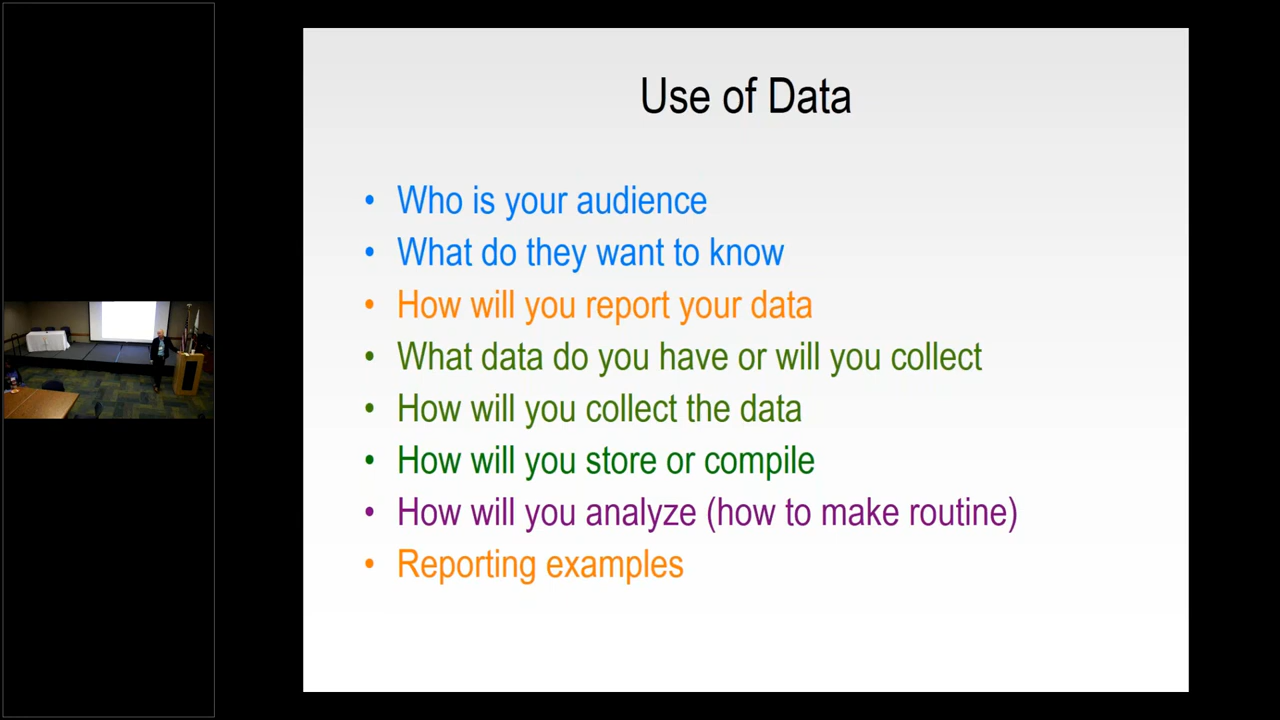 Use of Data
• Who is your audience
• What do they want to know
• How will you report your data
• What data do you have or will you collect
• How will you collect the data
• How will you store or compile
• How will you analyze (how to make routine)
• Reporting examples